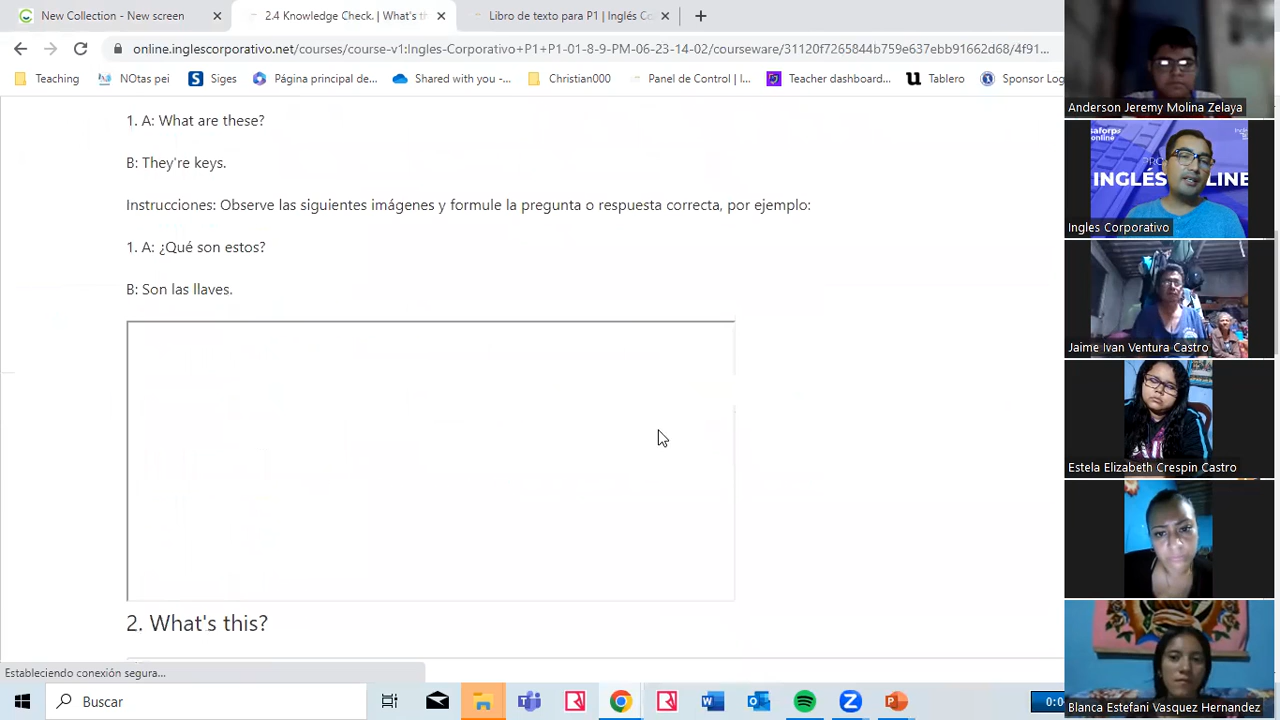 New Collection - New screen
2.4 Knowledge Check. | What's th
Libro de texto para P1 | Inglés Co
online.inglescorporativo.net/courses/course-v1:Ingles-Corporativo+P1+P1-01-8-9-PM-06-23-14-02/courseware/31120f7265844b759e637ebb91662d68/4f91...
Teaching
NOtas pei
Siges
Página principal de...
Shared with you -...
Christian000
Panel de Control | I...
Teacher dashboard...
Tablero
Sponsor Log
1. A: What are these?
B: They're keys.
Instrucciones: Observe las siguientes imágenes y formule la pregunta o respuesta correcta, por ejemplo:
1. A: ¿Qué son estos?
B: Son las llaves.
2. What's this?
Estableciendo conexión segura...
Buscar
Anderson Jeremy Molina Zelaya
INGLÉS
LINE
Ingles Corporativo
Jaime Ivan Ventura Castro
Estela Elizabeth Crespin Castro
Blanca Estefani Vasquez Hernandez